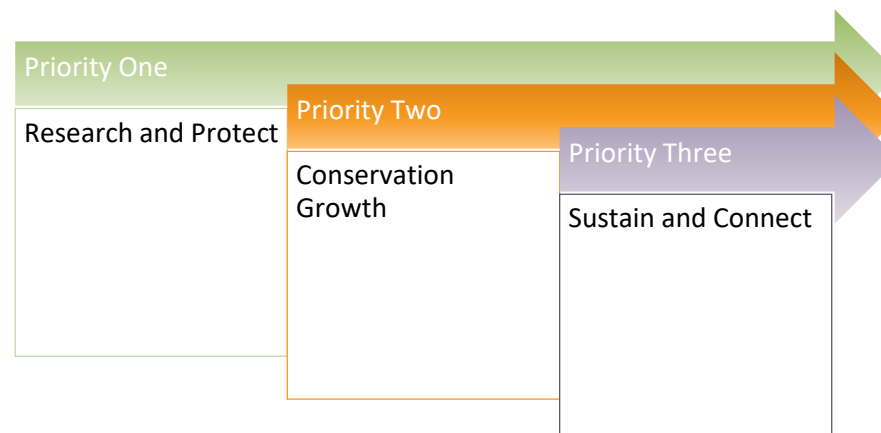 Priority One
Research and Protect
Priority Two
Conservation
Growth
Priority Three
Sustain and Connect